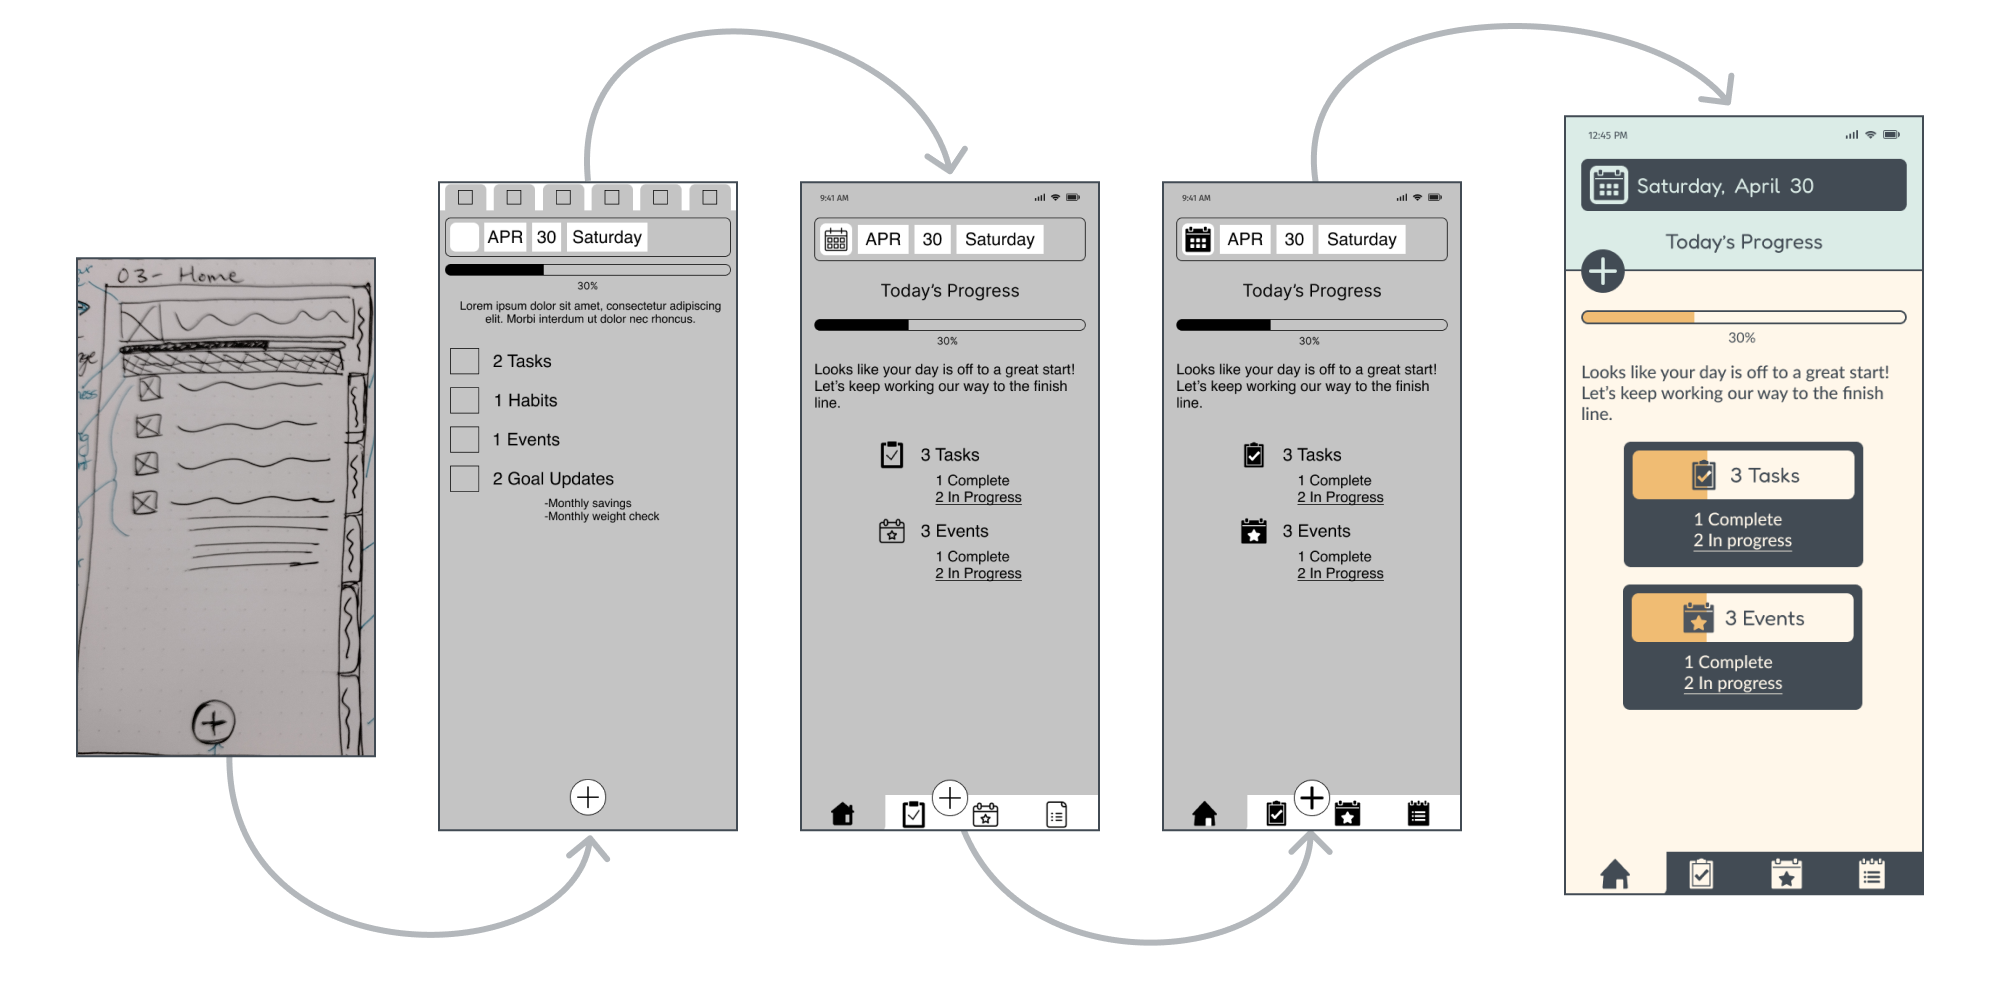 03- Home
APR 30 Saturday
30%
Lorem ipsum dolor sit amet, consectetur adipiscing
elit. Morbi interdum ut dolor nec rhoncus.
2 Tasks
1 Habits
1 Events
2 Goal Updates
-Monthly savings
-Monthly weight check
9:41 AM
APR 30 Saturday
Today's Progress
30%
Looks like your day is off to a great start!
Let's keep working our way to the finish
line.
3 Tasks
1 Complete
2 In Progress
3 Events
1 Complete
2 In Progress
9:41 AM
APR 30 Saturday
Today's Progress
30%
Looks like your day is off to a great start!
Let's keep working our way to the finish
line.
3 Tasks
1 Complete
2 In Progress
3 Events
1 Complete
2 In Progress
12:45 PM
Saturday, April 30
Today's Progress
30%
Looks like your day is off to a great start!
Let's keep working our way to the finish
line.
3 Tasks
1 Complete
2 In progress
3 Events
1 Complete
2 In progress